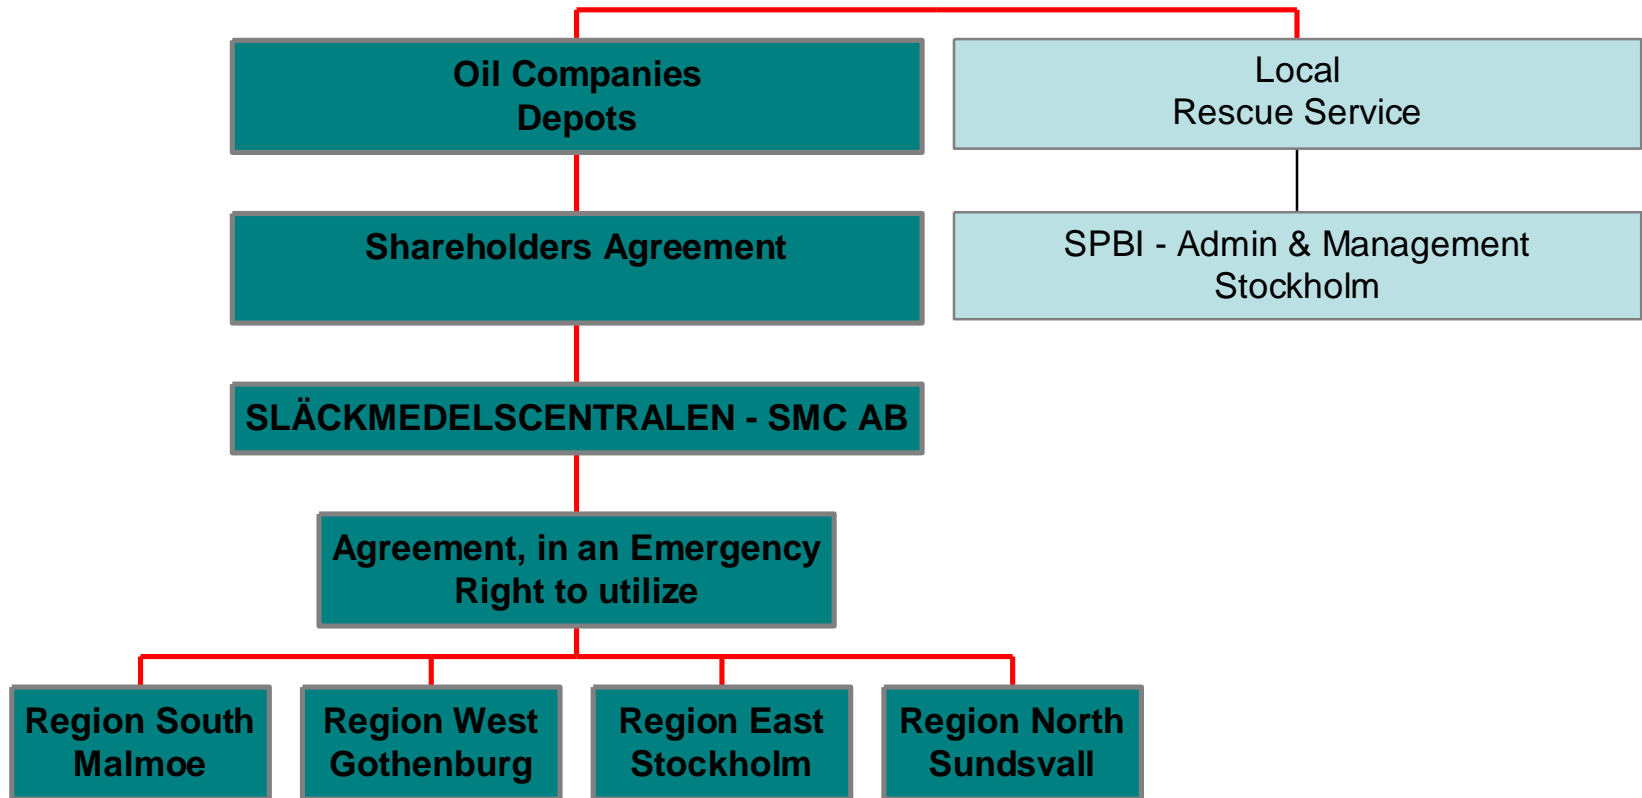 Oil Companies
Depots
Local
Rescue Service
Shareholders Agreement
SPBI - Admin & Management
Stockholm
SLÄCKMEDELSCENTRALEN - SMC AB
Agreement, in an Emergency
Right to utilize
Region South
Malmoe
Region West
Gothenburg
Region East
Stockholm
Region North
Sundsvall